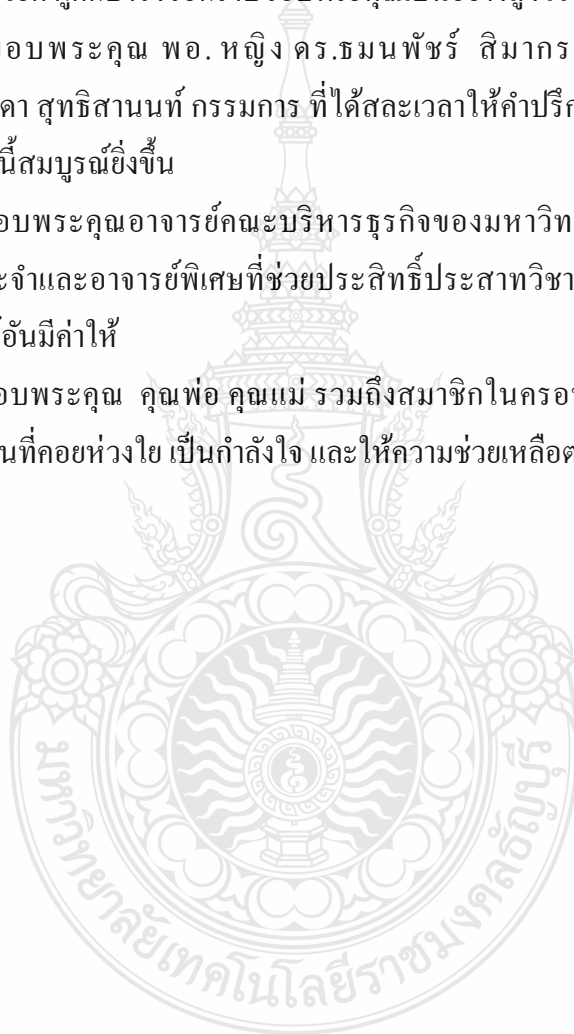 อบพระคุณ พอ. หญิง ดร.ธมนพัชร์ สิมากร
ดา สุทธิสานนท์ กรรมการ ที่ได้สละเวลาให้คำปรึก
นี้สมบูรณ์ยิ่งขึ้น
อบพระคุณอาจารย์คณะบริหารธุรกิจของมหาวิท
ะจำและอาจารย์พิเศษที่ช่วยประสิทธิ์ประสาทวิชา
อันมีค่าให้
อบพระคุณ คุณพ่อ คุณแม่ รวมถึงสมาชิกในครอบ
นที่คอยห่วงใย เป็นกำลังใจ และให้ความช่วยเหลือต
มหาวิทยาลัยเทคโนโลยีราชมงคลธัญบุรี